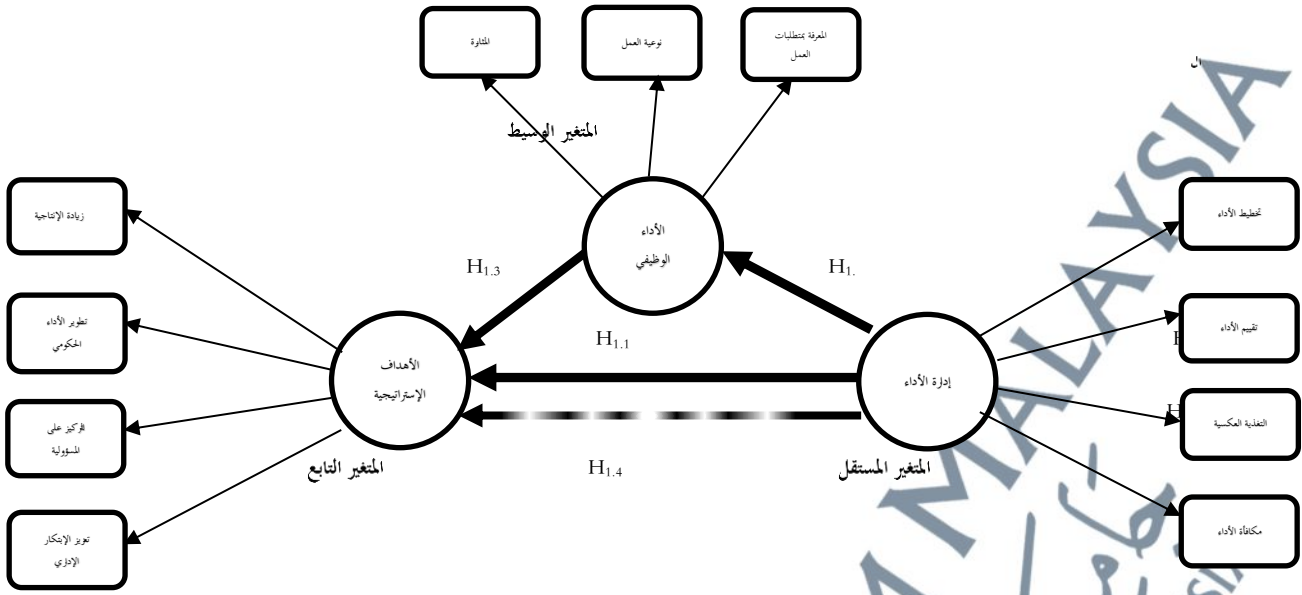 المثابرة
نوعية العمل
المعرفة بمتطلبات
العمل
ال
المتغير الوسيط
زيادة الإنتاجية
تخطيط الأداء
الأداء
الوظيفي
H1.3
H1.
تطوير الأداء
الحكومي
تقييم الأداء
H
H1.1
الأهداف
الإستراتيجية
إدارة الأداء
التركيز على
المسؤولية
التغذية العكسية
H
المتغير التابع
المتغير المستقل
H1.4
تعزيز الإبتكار
الإداري
مكافأة الأداء
MALAYSIA